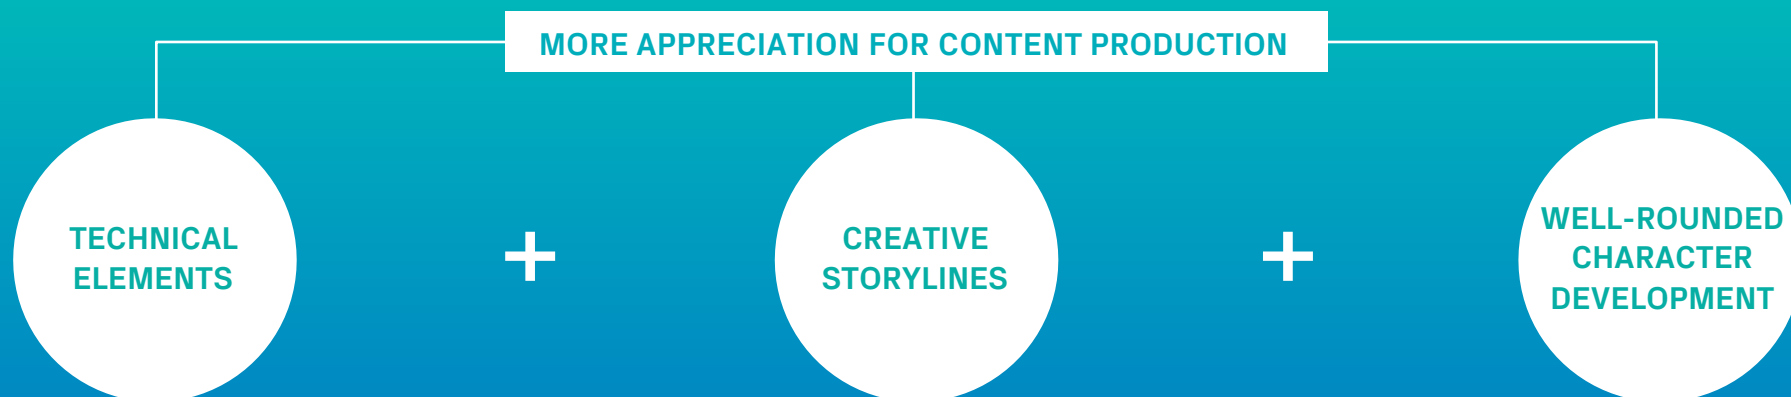 MORE APPRECIATION FOR CONTENT PRODUCTION
TECHNICAL
ELEMENTS
+
CREATIVE
STORYLINES
+
WELL-ROUNDED
CHARACTER
DEVELOPMENT